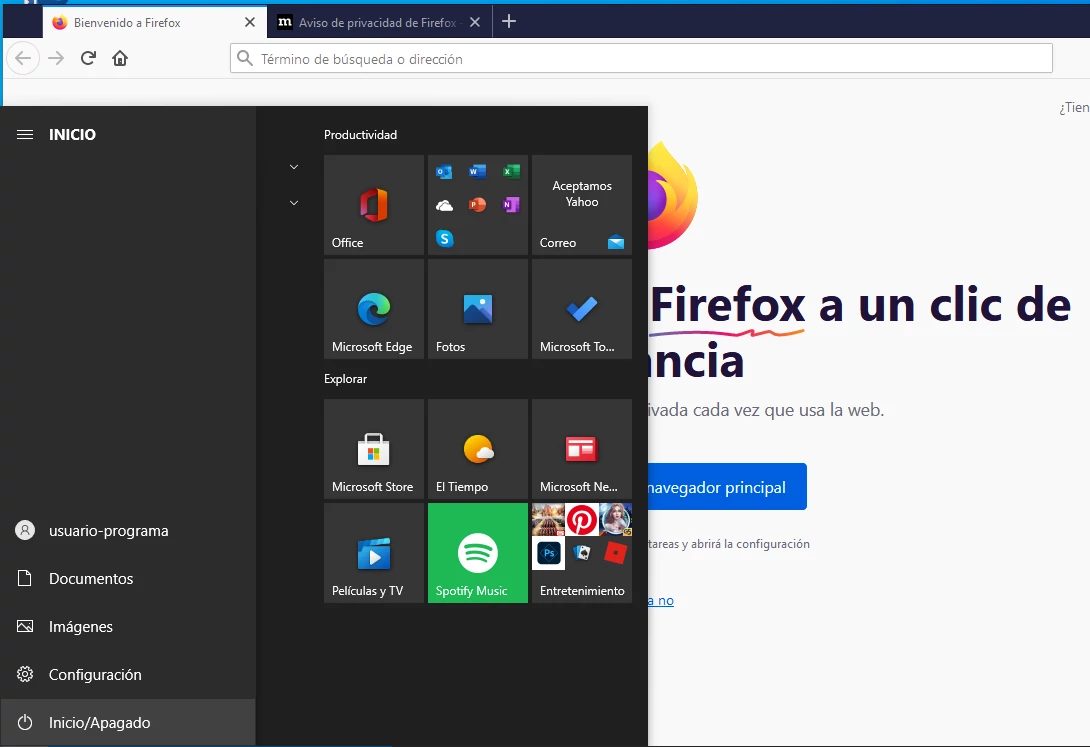 Bienvenido a Firefox
m Aviso de privacidad de Firefox -
Término de búsqueda o dirección
¿Tien
INICIO
Productividad
Office
Aceptamos
Yahoo
Correo
Microsoft Edge
Fotos
Microsoft To...
Explorar
Microsoft Store
El Tiempo
Microsoft Ne...
Películas y TV
Spotify Music
Ps
Entretenimiento
usuario-programa
Documentos
Imágenes
Configuración
Inicio/Apagado
Firefox a un clic de
ancia
ivada cada vez que usa la web.
navegador principal
tareas y abrirá la configuración
a no